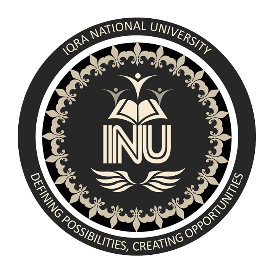 IQRA NATIONAL UNIVERSITY
INU
DEFINING POSSIBILITIES, CREATING OPPORTUNITIES